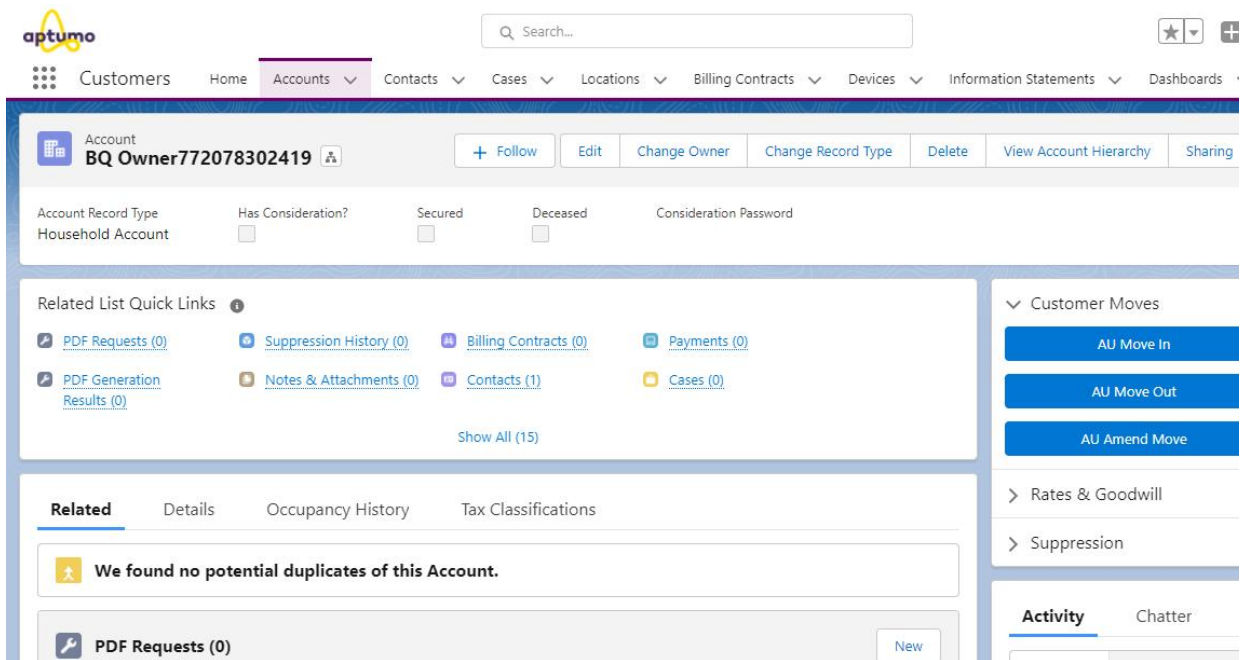 aptumo
Search...
Customers Home Accounts Contacts Cases Locations Billing Contracts Devices Information Statements Dashboards
Account
BQ Owner772078302419
+ Follow Edit Change Owner Change Record Type Delete View Account Hierarchy Sharing
Account Record Type Has Consideration? Secured Deceased Consideration Password
Household Account
Related List Quick Links
PDF Requests (0) Suppression History (0) Billing Contracts (0) Payments (0)
PDF Generation Results (0) Notes & Attachments (0) Contacts (1) Cases (0)
Show All (15)
Customer Moves
AU Move In
AU Move Out
AU Amend Move
Rates & Goodwill
Suppression
Related Details Occupancy History Tax Classifications
We found no potential duplicates of this Account.
PDF Requests (0) New
Activity Chatter